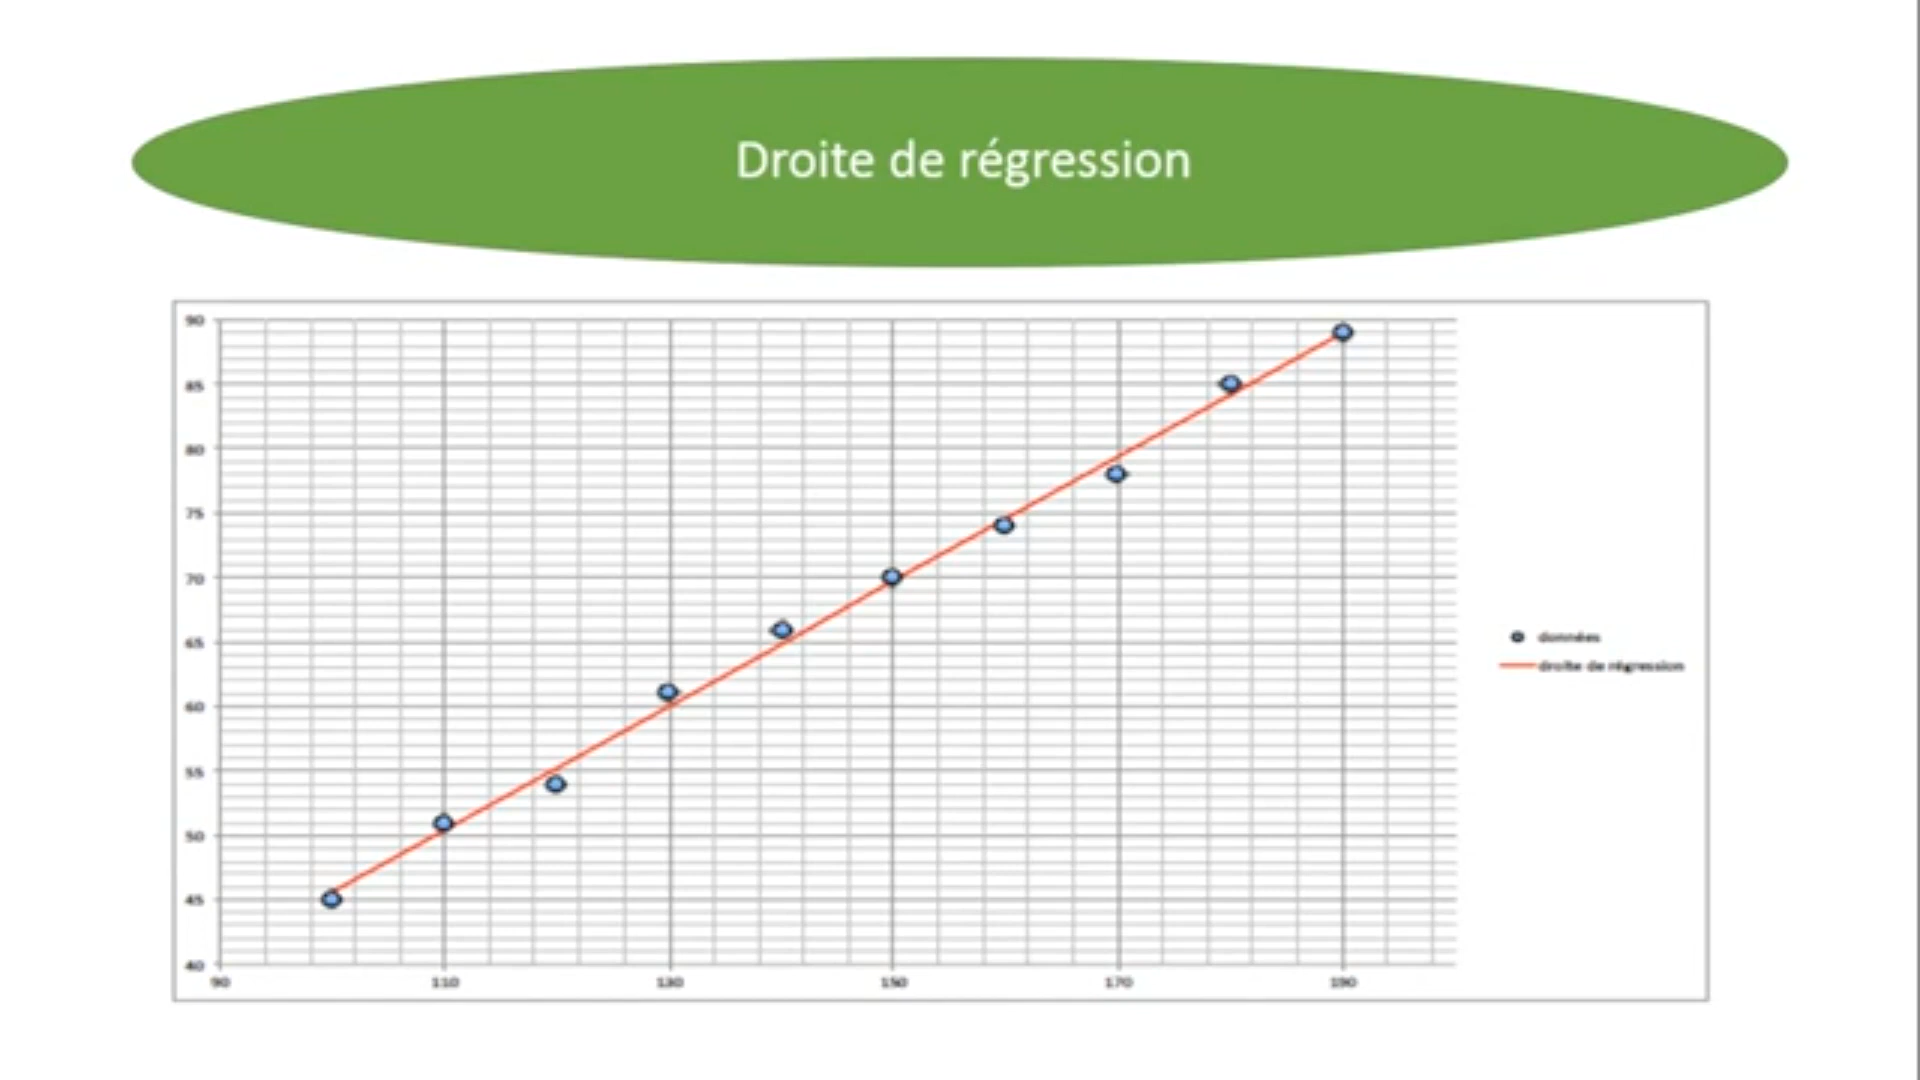 Droite de régression
90
85
80
75
70
65
60
55
50
45
40
90 110 130 150 170 190
données
droite de régression